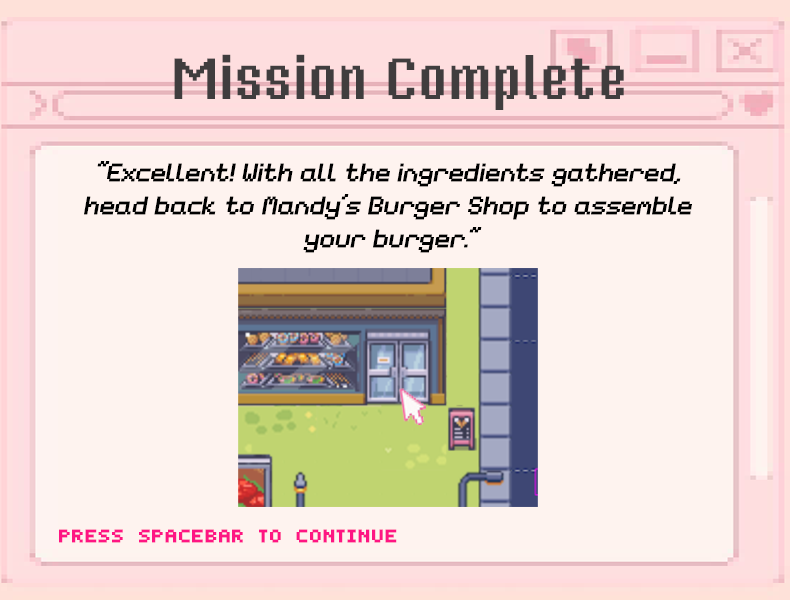 Mission Complete
"Excellent! With all the ingredients gathered,
head back to Mandy's Burger Shop to assemble
your burger."
PRESS SPACEBAR TO CONTINUE